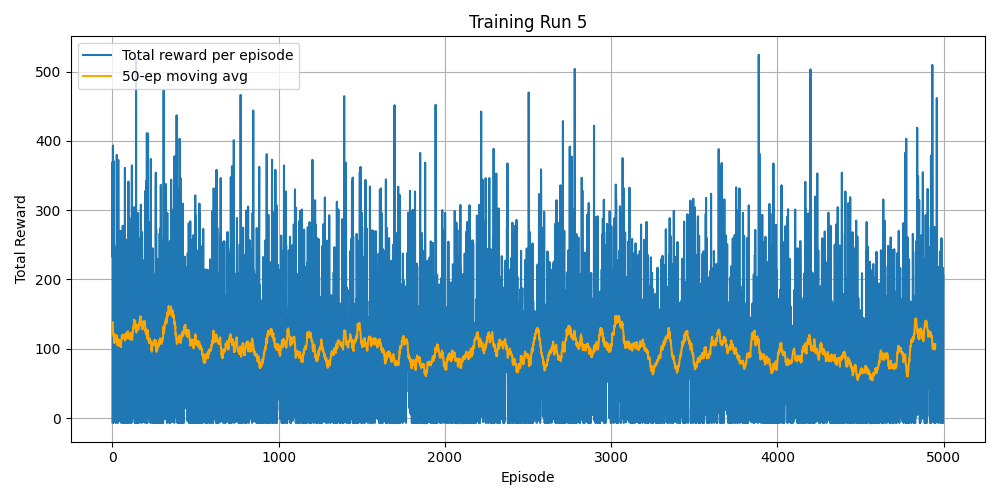 Training Run 5
Total reward per episode
50-ep moving avg
500
400
300
200
100
0
Total Reward
0 1000 2000 3000 4000 5000
Episode